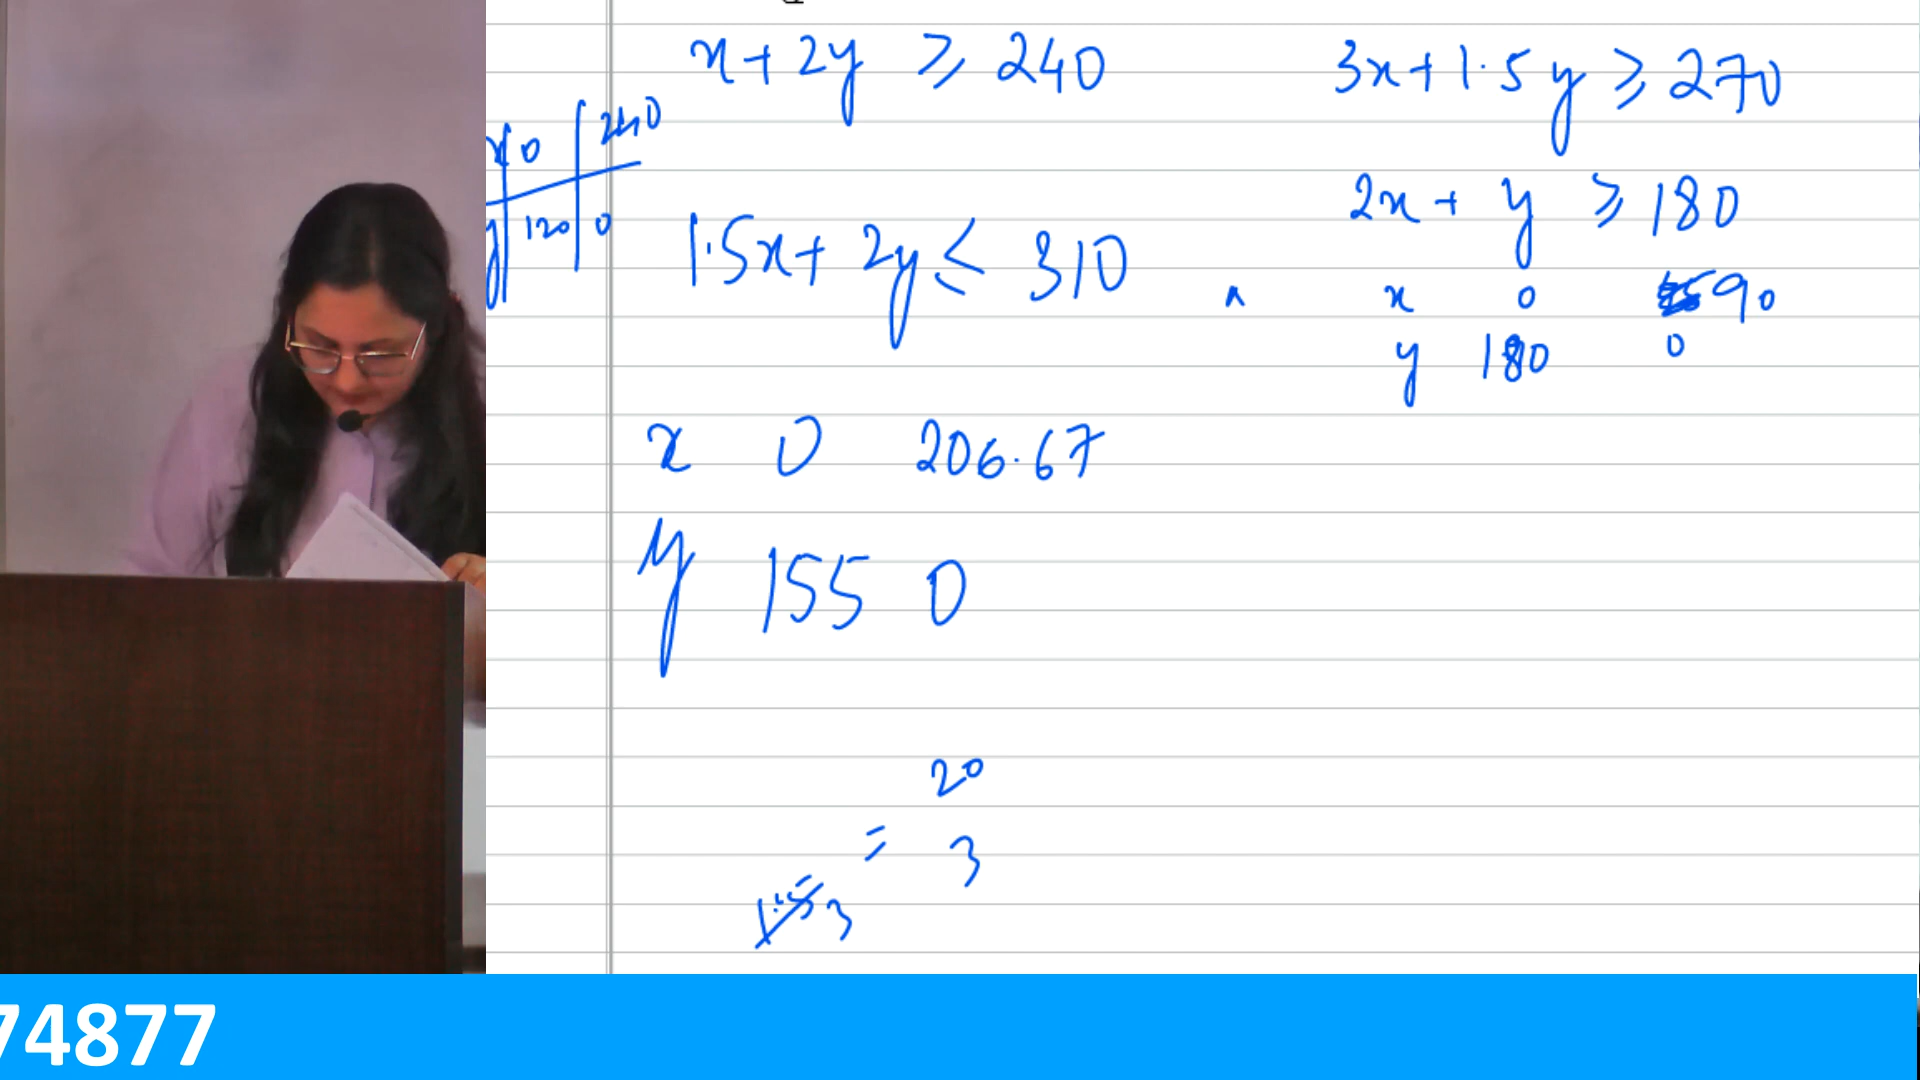 x + 2y ≥ 240
x | 0 | 240
y | 120 | 0
1.5x + 2y ≤ 310
x 0 206.67
y 155 0
20
= 3
3
3x + 1.5y ≥ 270
2x + y ≥ 180
x 0 90
y 180 0
74877